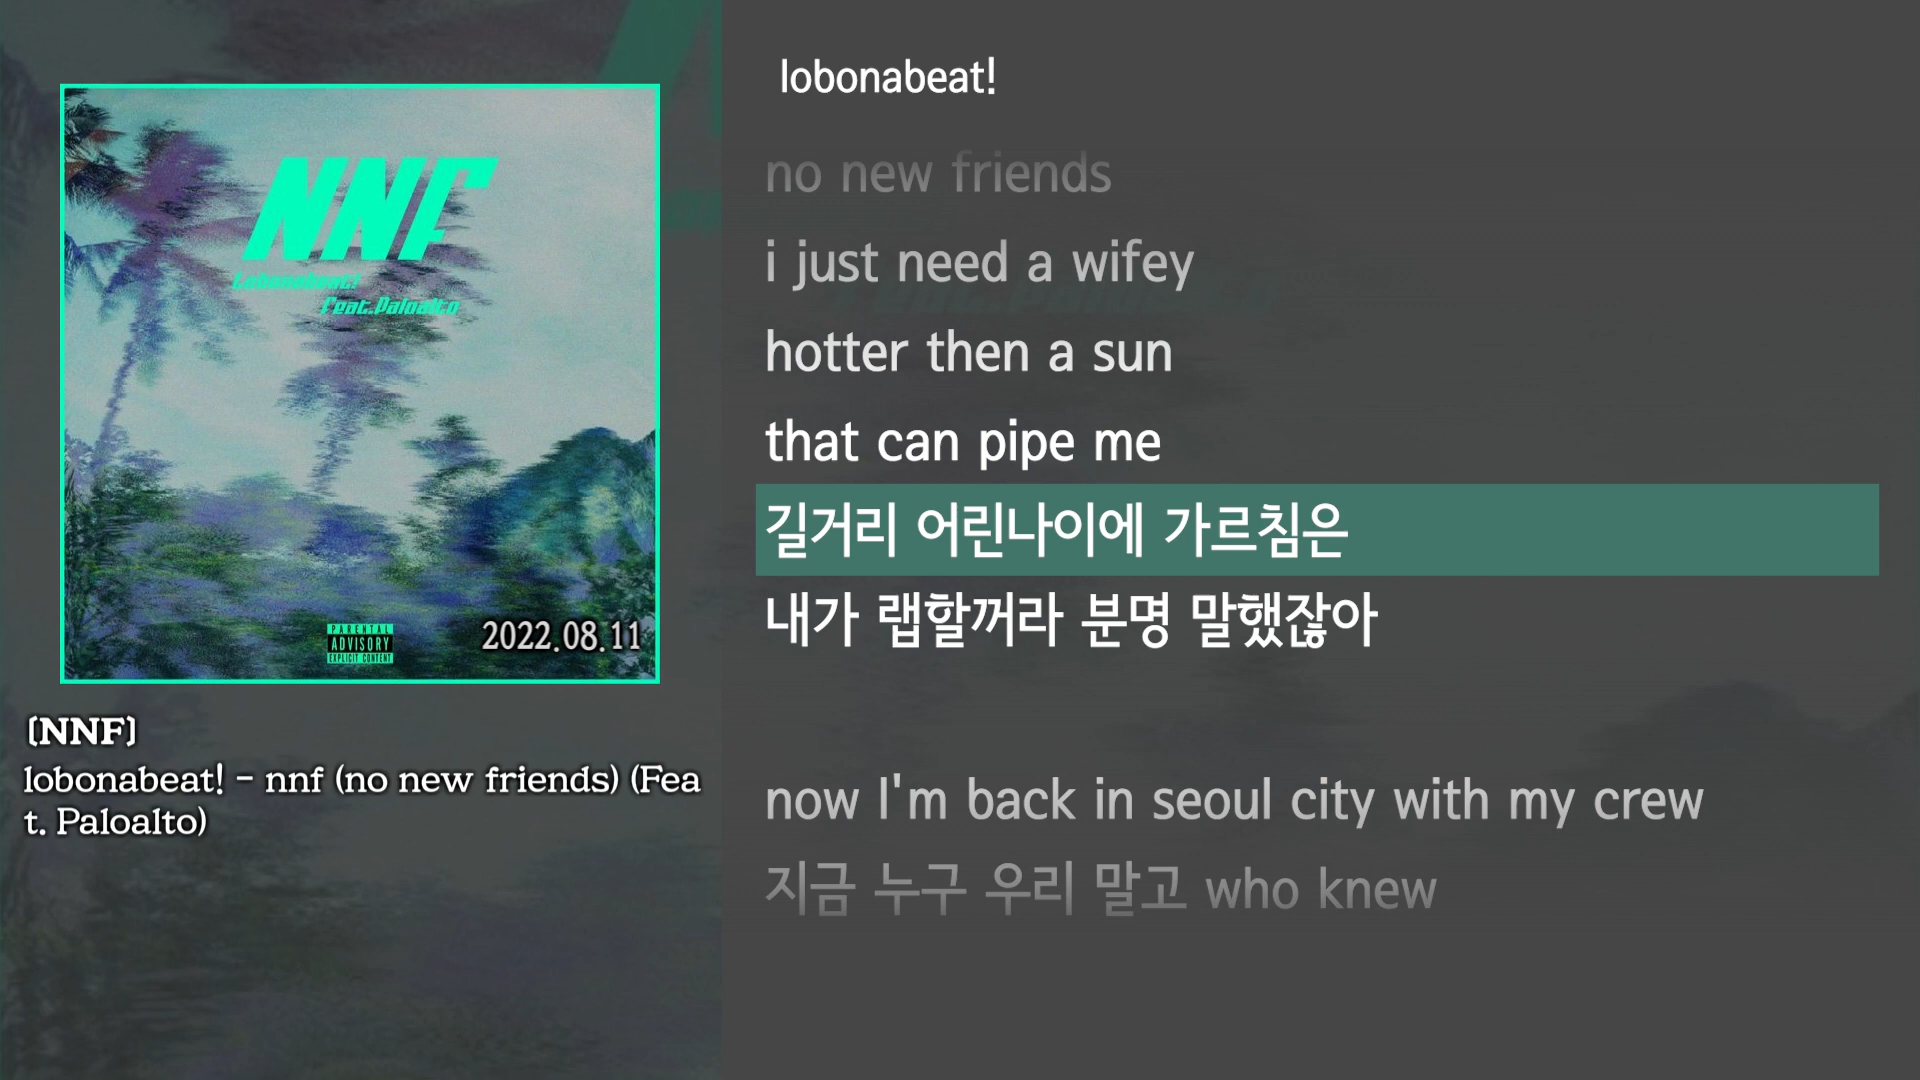 NNF
Lobonabeat!
Feat.Paloalto
PARENTAL
ADVISORY
EXPLICIT CONTENT
2022.08.11
[NNF]
lobonabeat! - nnf (no new friends) (Fea
t. Paloalto)
lobonabeat!
no new friends
i just need a wifey
hotter then a sun
that can pipe me
길거리 어린나이에 가르침은
내가 랩할꺼라 분명 말했잖아
now I'm back in seoul city with my crew
지금 누구 우리 말고 who knew